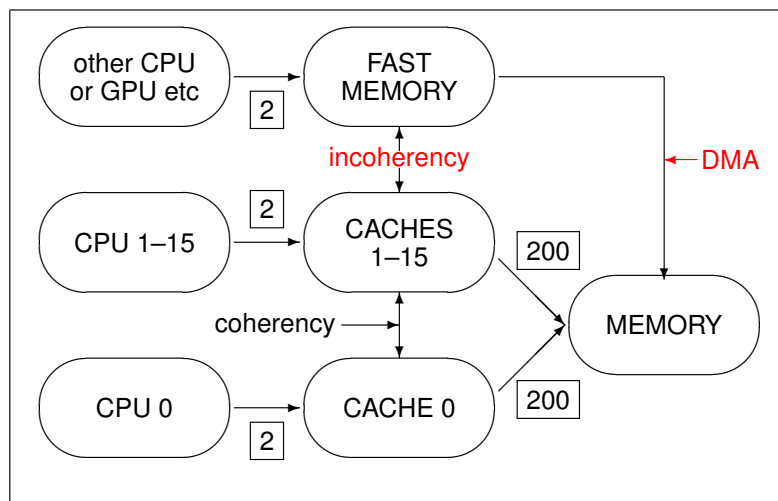 other CPU
or GPU etc
2
FAST
MEMORY
incoherency
DMA
CPU 1–15
2
CACHES
1–15
200
coherency
MEMORY
CPU 0
2
CACHE 0
200